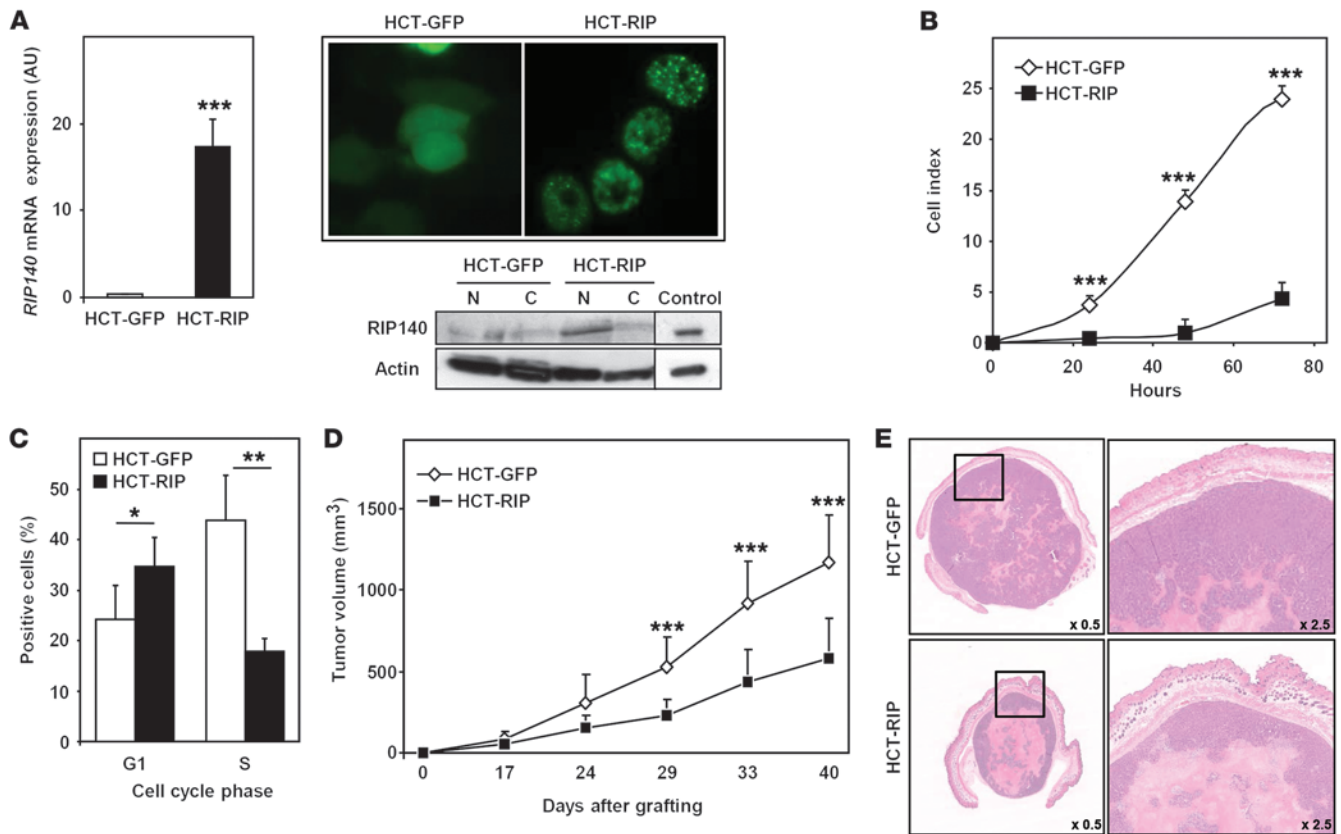 A
RIP140 mRNA expression (AU)
20
10
0
***
HCT-GFP HCT-RIP
HCT-GFP HCT-RIP
HCT-GFP HCT-RIP
N C N C Control
RIP140
Actin
B
Cell index
25
20
15
10
5
0
HCT-GFP
HCT-RIP
***
***
***
0 20 40 60 80
Hours
C
Positive cells (%)
50
40
30
20
10
0
HCT-GFP
HCT-RIP
*
**
G1 S
Cell cycle phase
D
Tumor volume (mm3)
1500
1000
500
0
HCT-GFP
HCT-RIP
***
***
***
0 17 24 29 33 40
Days after grafting
E
HCT-GFP
x 0.5
x 2.5
HCT-RIP
x 0.5
x 2.5